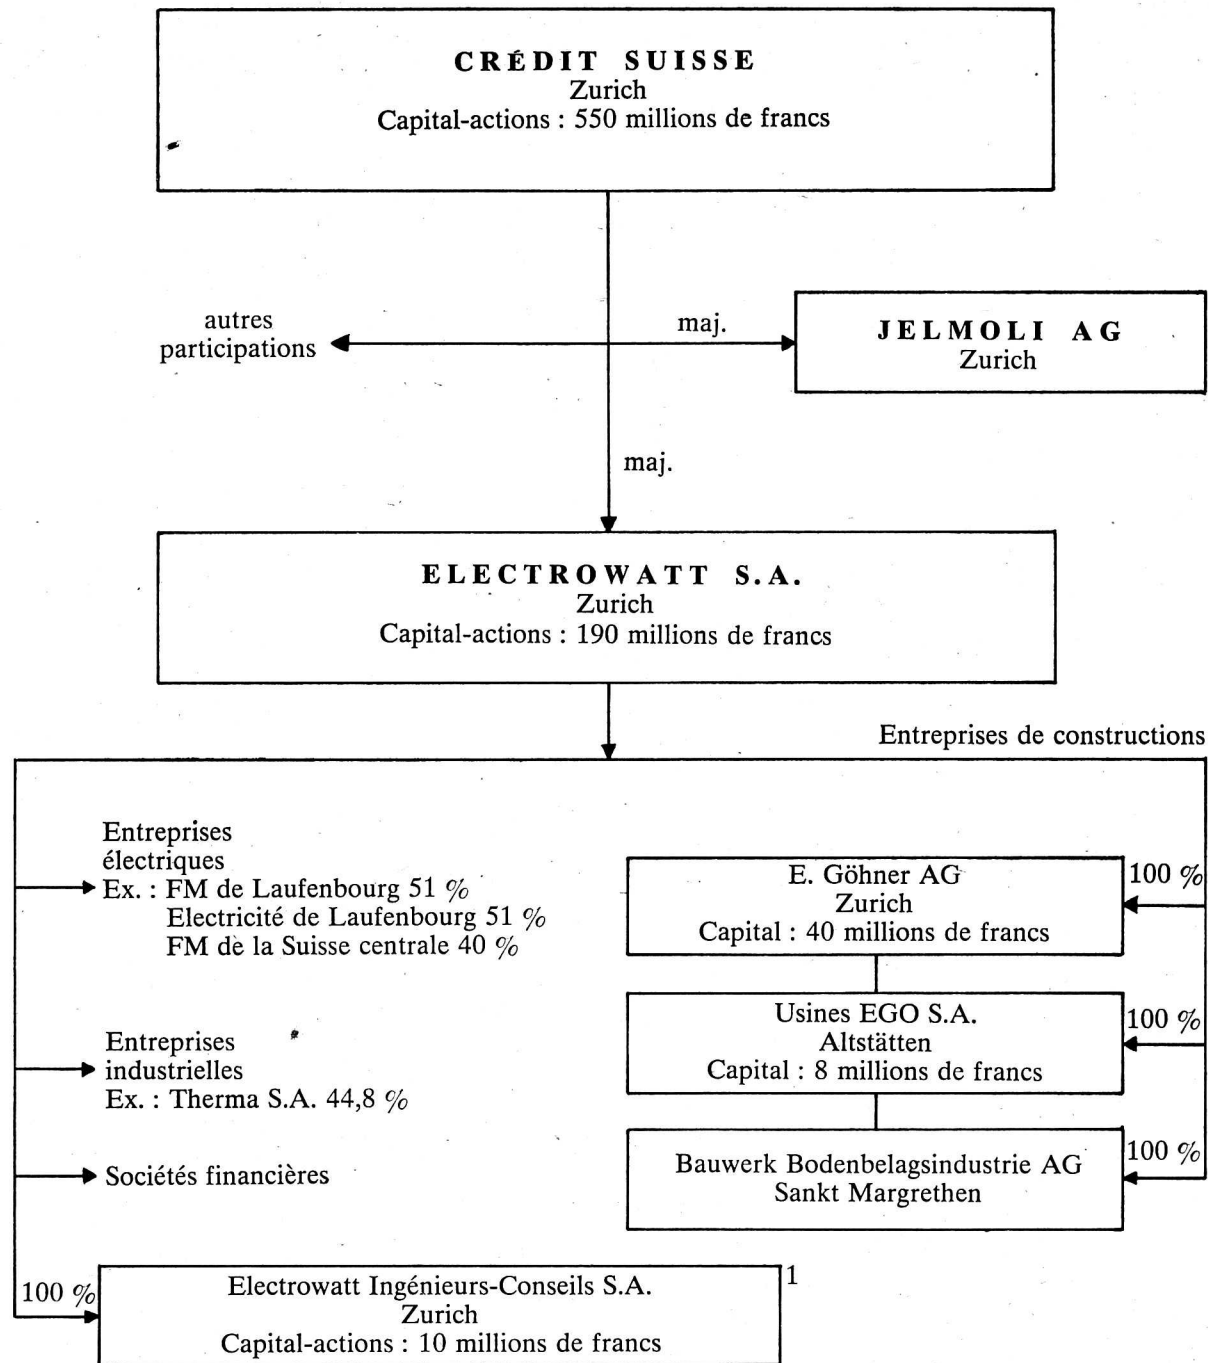 CRÉDIT SUISSE
Zurich
Capital-actions : 550 millions de francs
autres
participations
maj.
JELMOLI AG
Zurich
maj.
ELECTROWATT S.A.
Zurich
Capital-actions : 190 millions de francs
Entreprises de constructions
Entreprises
électriques
Ex. : FM de Laufenbourg 51 %
Electricité de Laufenbourg 51 %
FM de la Suisse centrale 40 %
E. Göhner AG
Zurich
Capital : 40 millions de francs
100 %
Usines EGO S.A.
Altstätten
Capital : 8 millions de francs
100 %
Entreprises
industrielles
Ex. : Therma S.A. 44,8 %
Bauwerk Bodenbelagsindustrie AG
Sankt Margrethen
100 %
Sociétés financières
100 %
Electrowatt Ingénieurs-Conseils S.A.
Zurich
Capital-actions : 10 millions de francs
1